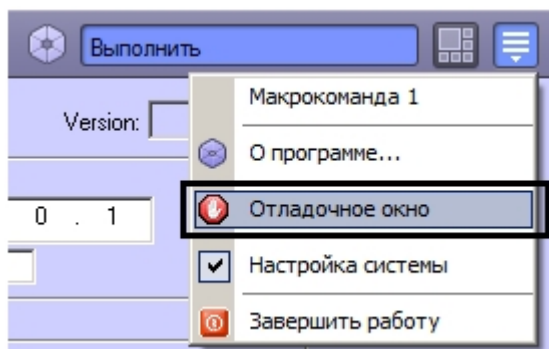 Выполнить
Макрокоманда 1
Version:
О программе...
0 . 1
Отладочное окно
Настройка системы
Завершить работу